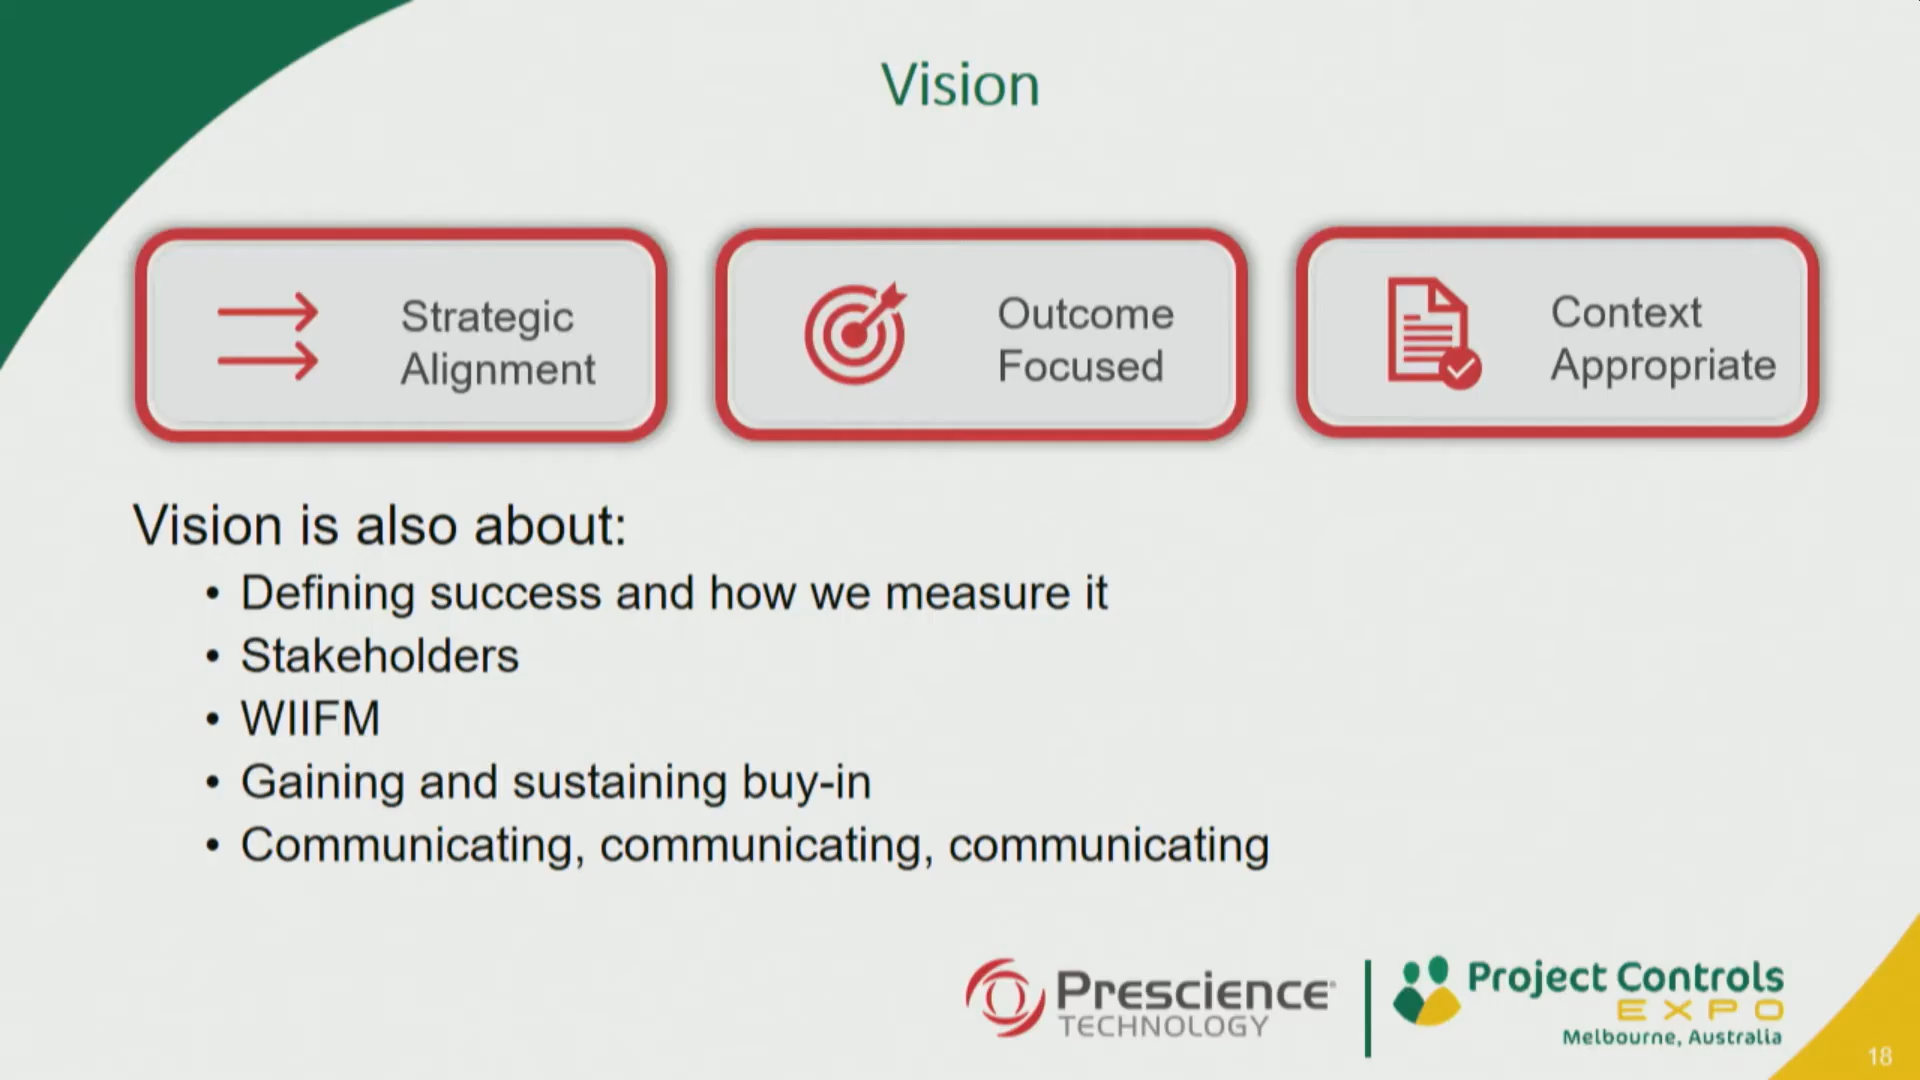 Vision
Strategic
Alignment
Outcome
Focused
Context
Appropriate
Vision is also about:
• Defining success and how we measure it
• Stakeholders
• WIIFM
• Gaining and sustaining buy-in
• Communicating, communicating, communicating
Prescience
TECHNOLOGY
Project Controls
EXPO
Melbourne, Australia
18